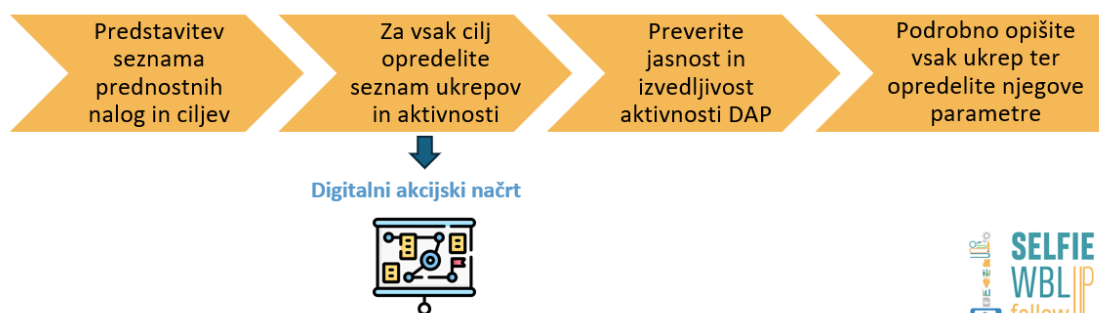 Predstavitev
seznama
prednostnih
nalog in ciljev
Za vsak cilj
opredelite
seznam ukrepov
in aktivnosti
Preverite
jasnost in
izvedljivost
aktivnosti DAP
Podrobno opišite
vsak ukrep ter
opredelite njegove
parametre
Digitalni akcijski načrt
SELFIE
WBL UP
follow